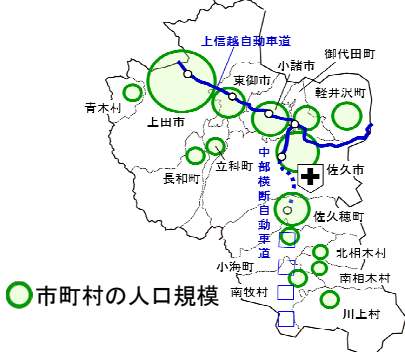 上信越自動車道
御代田町
小諸市
東御市
軽井沢町
青木村
上田市
立科町
長和町
佐久市
中部横断自動車道
佐久穂町
北相木村
小海町
南相木村
南牧村
川上村
市町村の人口規模